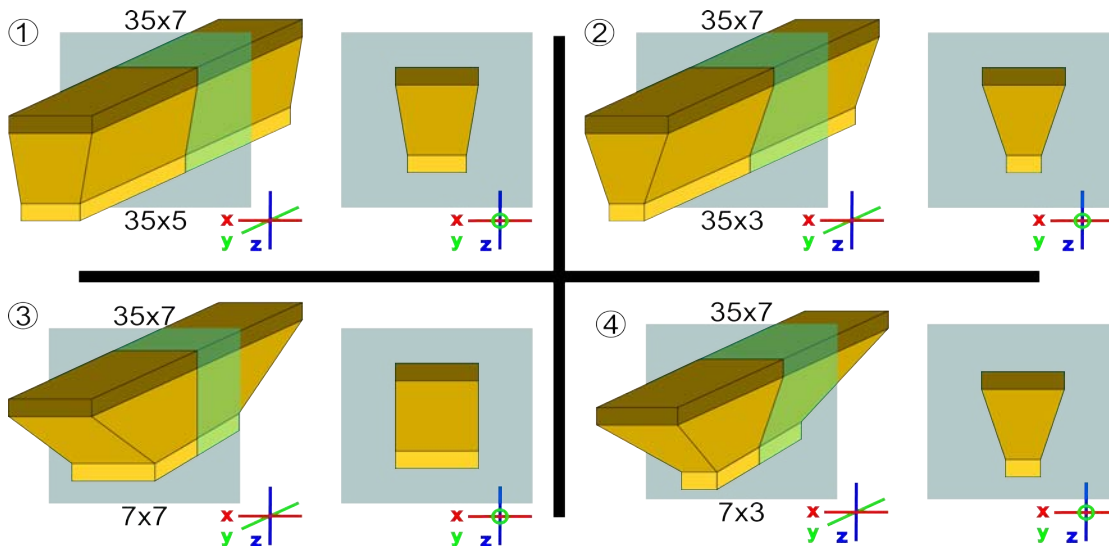 ① 35x7
35x5
x
y z
x
y z
② 35x7
35x3
x
y z
x
y z
③ 35x7
7x7
x
y z
x
y z
④ 35x7
7x3
x
y z
x
y z